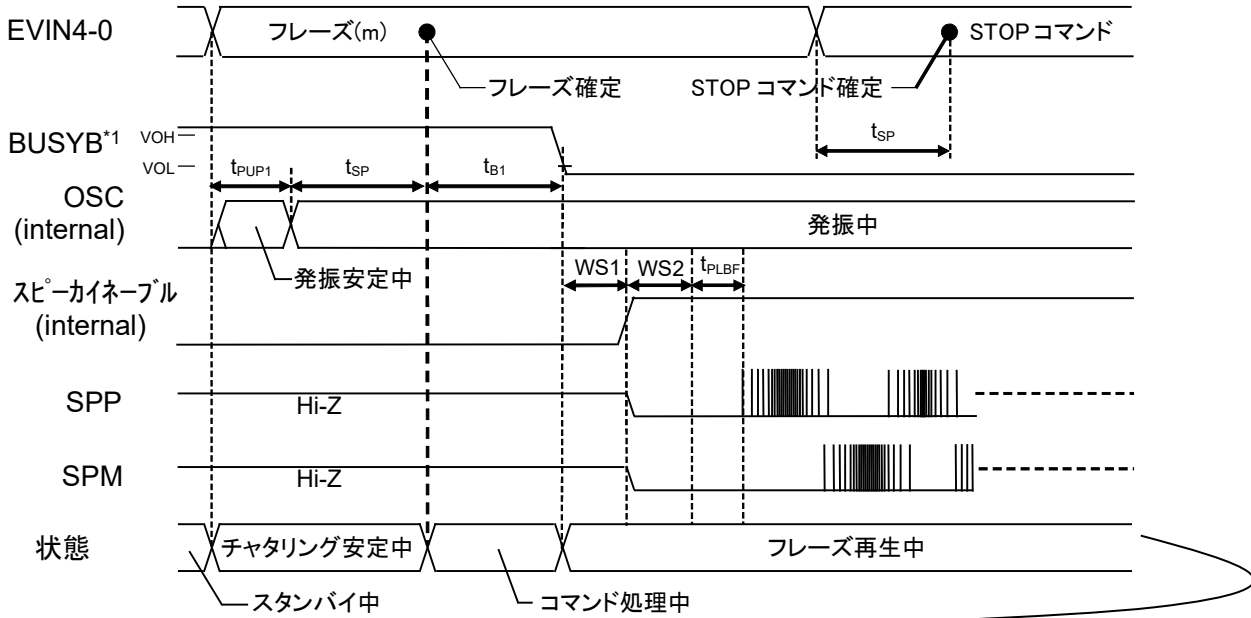 EVIN4-0
フレーズ(m)
STOP コマンド
フレーズ確定
STOP コマンド確定
BUSYB*1
VOH
VOL
tPUP1
tSP
tB1
tSP
OSC
(internal)
発振中
発振安定中
WS1
WS2
tPLBF
スピーカイネーブル
(internal)
SPP
Hi-Z
SPM
Hi-Z
状態
チャタリング安定中
フレーズ再生中
スタンバイ中
コマンド処理中